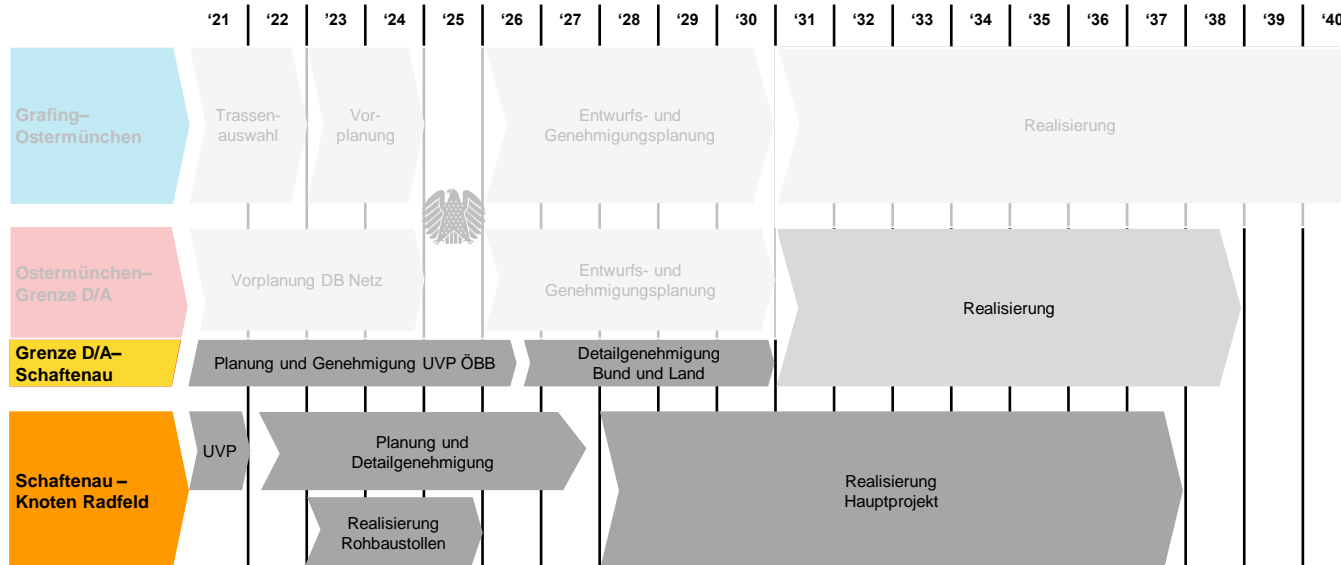 ‘21 ‘22 ‘23 ‘24 ‘25 ‘26 ‘27 ‘28 ‘29 ‘30 ‘31 ‘32 ‘33 ‘34 ‘35 ‘36 ‘37 ‘38 ‘39 ‘40
Grafing–
Ostermünchen
Trassen-
auswahl
Vor-
planung
Entwurfs- und
Genehmigungsplanung
Realisierung
Ostermünchen–
Grenze D/A
Vorplanung DB Netz
Entwurfs- und
Genehmigungsplanung
Realisierung
Grenze D/A–
Schaftenau
Planung und Genehmigung UVP ÖBB
Detailgenehmigung
Bund und Land
Schaftenau –
Knoten Radfeld
UVP
Planung und
Detailgenehmigung
Realisierung
Rohbaustollen
Realisierung
Hauptprojekt